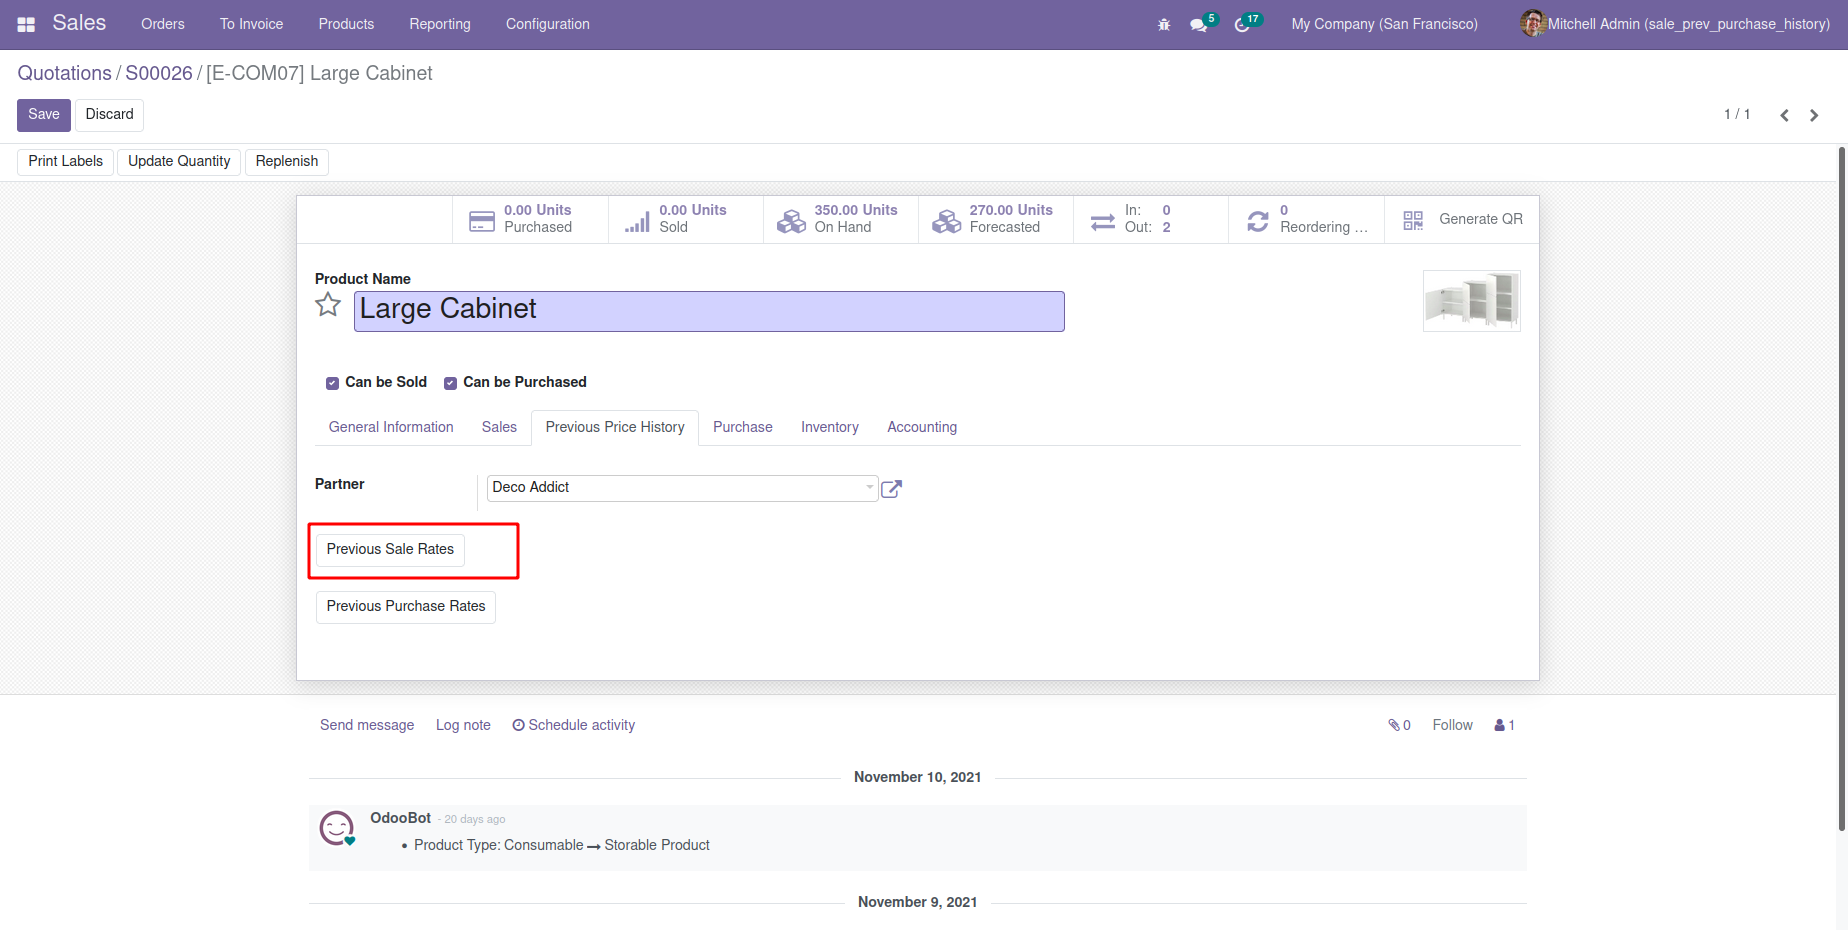 Sales Orders To Invoice Products Reporting Configuration 5 17 My Company (San Francisco) Mitchell Admin (sale_prev_purchase_history)
Quotations / S00026 / [E-COM07] Large Cabinet
Save Discard 1 / 1
Print Labels Update Quantity Replenish
0.00 Units 0.00 Units 350.00 Units 270.00 Units In: 0 0
Purchased Sold On Hand Forecasted Out: 2 Reordering ... Generate QR
Product Name
Large Cabinet
Can be Sold Can be Purchased
General Information Sales Previous Price History Purchase Inventory Accounting
Partner Deco Addict
Previous Sale Rates
Previous Purchase Rates
Send message Log note Schedule activity 0 Follow 1
November 10, 2021
OdooBot - 20 days ago
• Product Type: Consumable → Storable Product
November 9, 2021